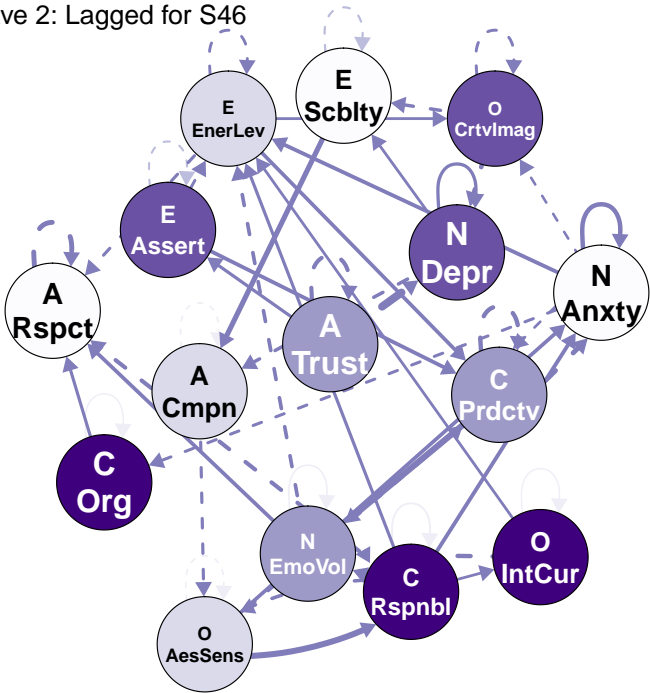 ve 2: Lagged for S46
E
Scblty
E
EnerLev
O
CrtvImag
E
Assert
N
Depr
N
Anxty
A
Rspct
A
Trust
A
Cmpn
C
Prdctv
C
Org
N
EmoVol
O
IntCur
C
Rspnbl
O
AesSens